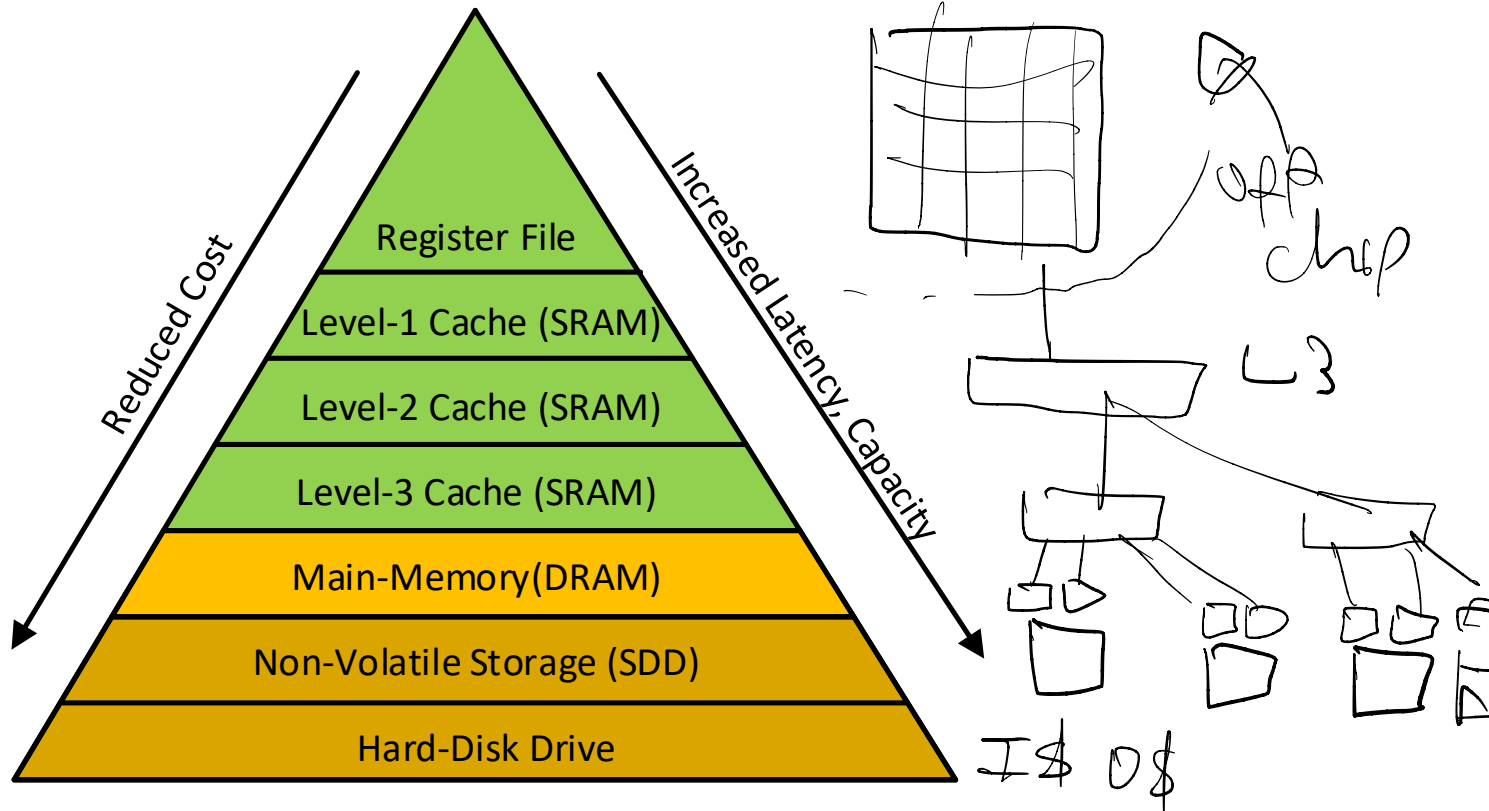 Reduced Cost
Increased Latency, Capacity
Register File
Level-1 Cache (SRAM)
Level-2 Cache (SRAM)
Level-3 Cache (SRAM)
Main-Memory(DRAM)
Non-Volatile Storage (SDD)
Hard-Disk Drive
off
chip
L3
I$ D$